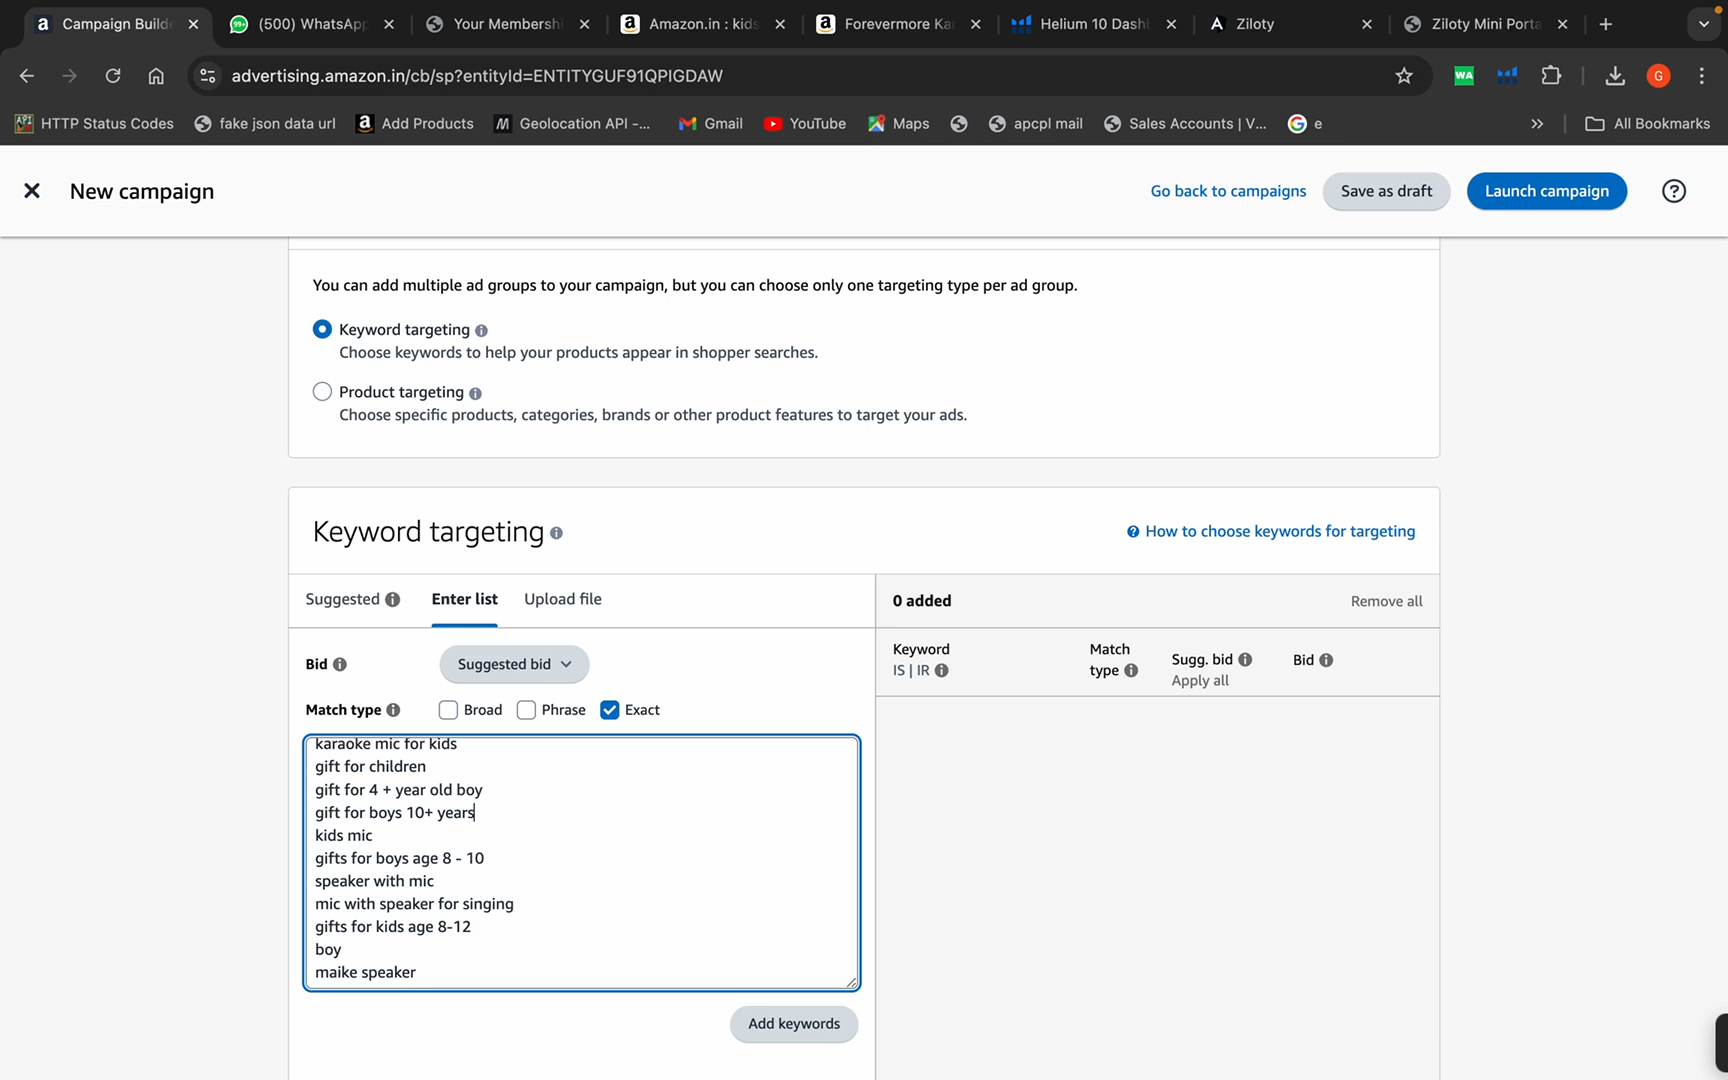 Campaign Builde
(500) WhatsApp
Your Membershi
Amazon.in : kids
Forevermore Kar
Helium 10 Dashb
Ziloty
Ziloty Mini Porta
advertising.amazon.in/cb/sp?entityId=ENTITYGUF91QPIGDAW
WA
G
HTTP Status Codes
fake json data url
Add Products
Geolocation API -...
Gmail
YouTube
Maps
apcpl mail
Sales Accounts | V...
e
All Bookmarks
New campaign
Go back to campaigns
Save as draft
Launch campaign
You can add multiple ad groups to your campaign, but you can choose only one targeting type per ad group.
Keyword targeting
Choose keywords to help your products appear in shopper searches.
Product targeting
Choose specific products, categories, brands or other product features to target your ads.
Keyword targeting
How to choose keywords for targeting
Suggested
Enter list
Upload file
0 added
Remove all
Bid
Suggested bid
Keyword
IS | IR
Match
type
Sugg. bid
Apply all
Bid
Match type
Broad
Phrase
Exact
karaoke mic for kids
gift for children
gift for 4 + year old boy
gift for boys 10+ years
kids mic
gifts for boys age 8 - 10
speaker with mic
mic with speaker for singing
gifts for kids age 8-12
boy
maike speaker
Add keywords